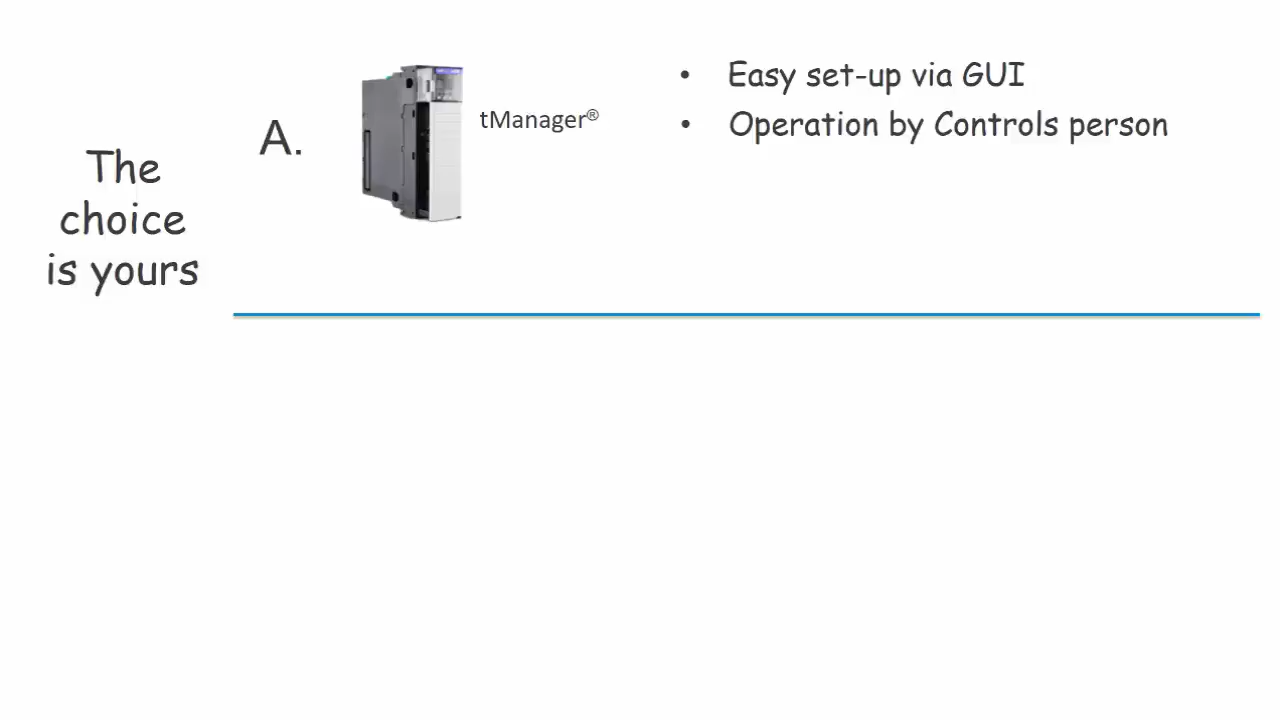 The
choice
is yours
A.
tManager®
• Easy set-up via GUI
• Operation by Controls person